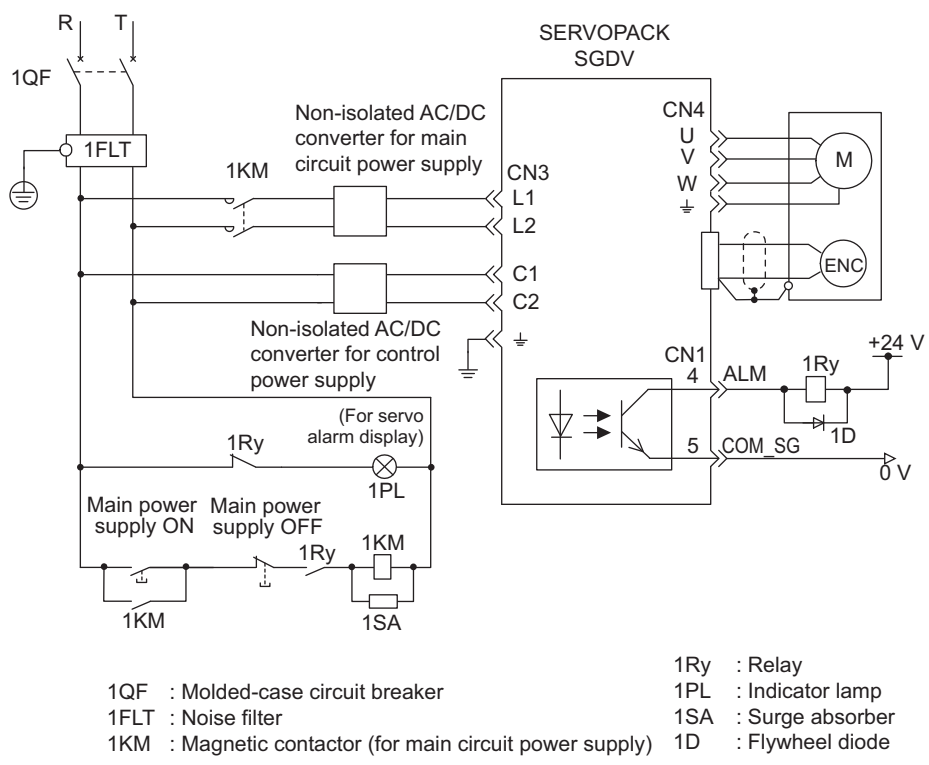 R T
SERVOPACK
SGDV
1QF
CN4
Non-isolated AC/DC
converter for main
circuit power supply
U
V
W
M
1FLT
1KM
CN3
L1
L2
C1
C2
ENC
Non-isolated AC/DC
converter for control
power supply
CN1
+24 V
4 ALM
1Ry
1D
5 COM_SG
0 V
(For servo
alarm display)
1Ry
1PL
Main power
supply ON
Main power
supply OFF
1Ry
1KM
1KM
1SA
1QF : Molded-case circuit breaker
1FLT : Noise filter
1KM : Magnetic contactor (for main circuit power supply)
1Ry : Relay
1PL : Indicator lamp
1SA : Surge absorber
1D : Flywheel diode